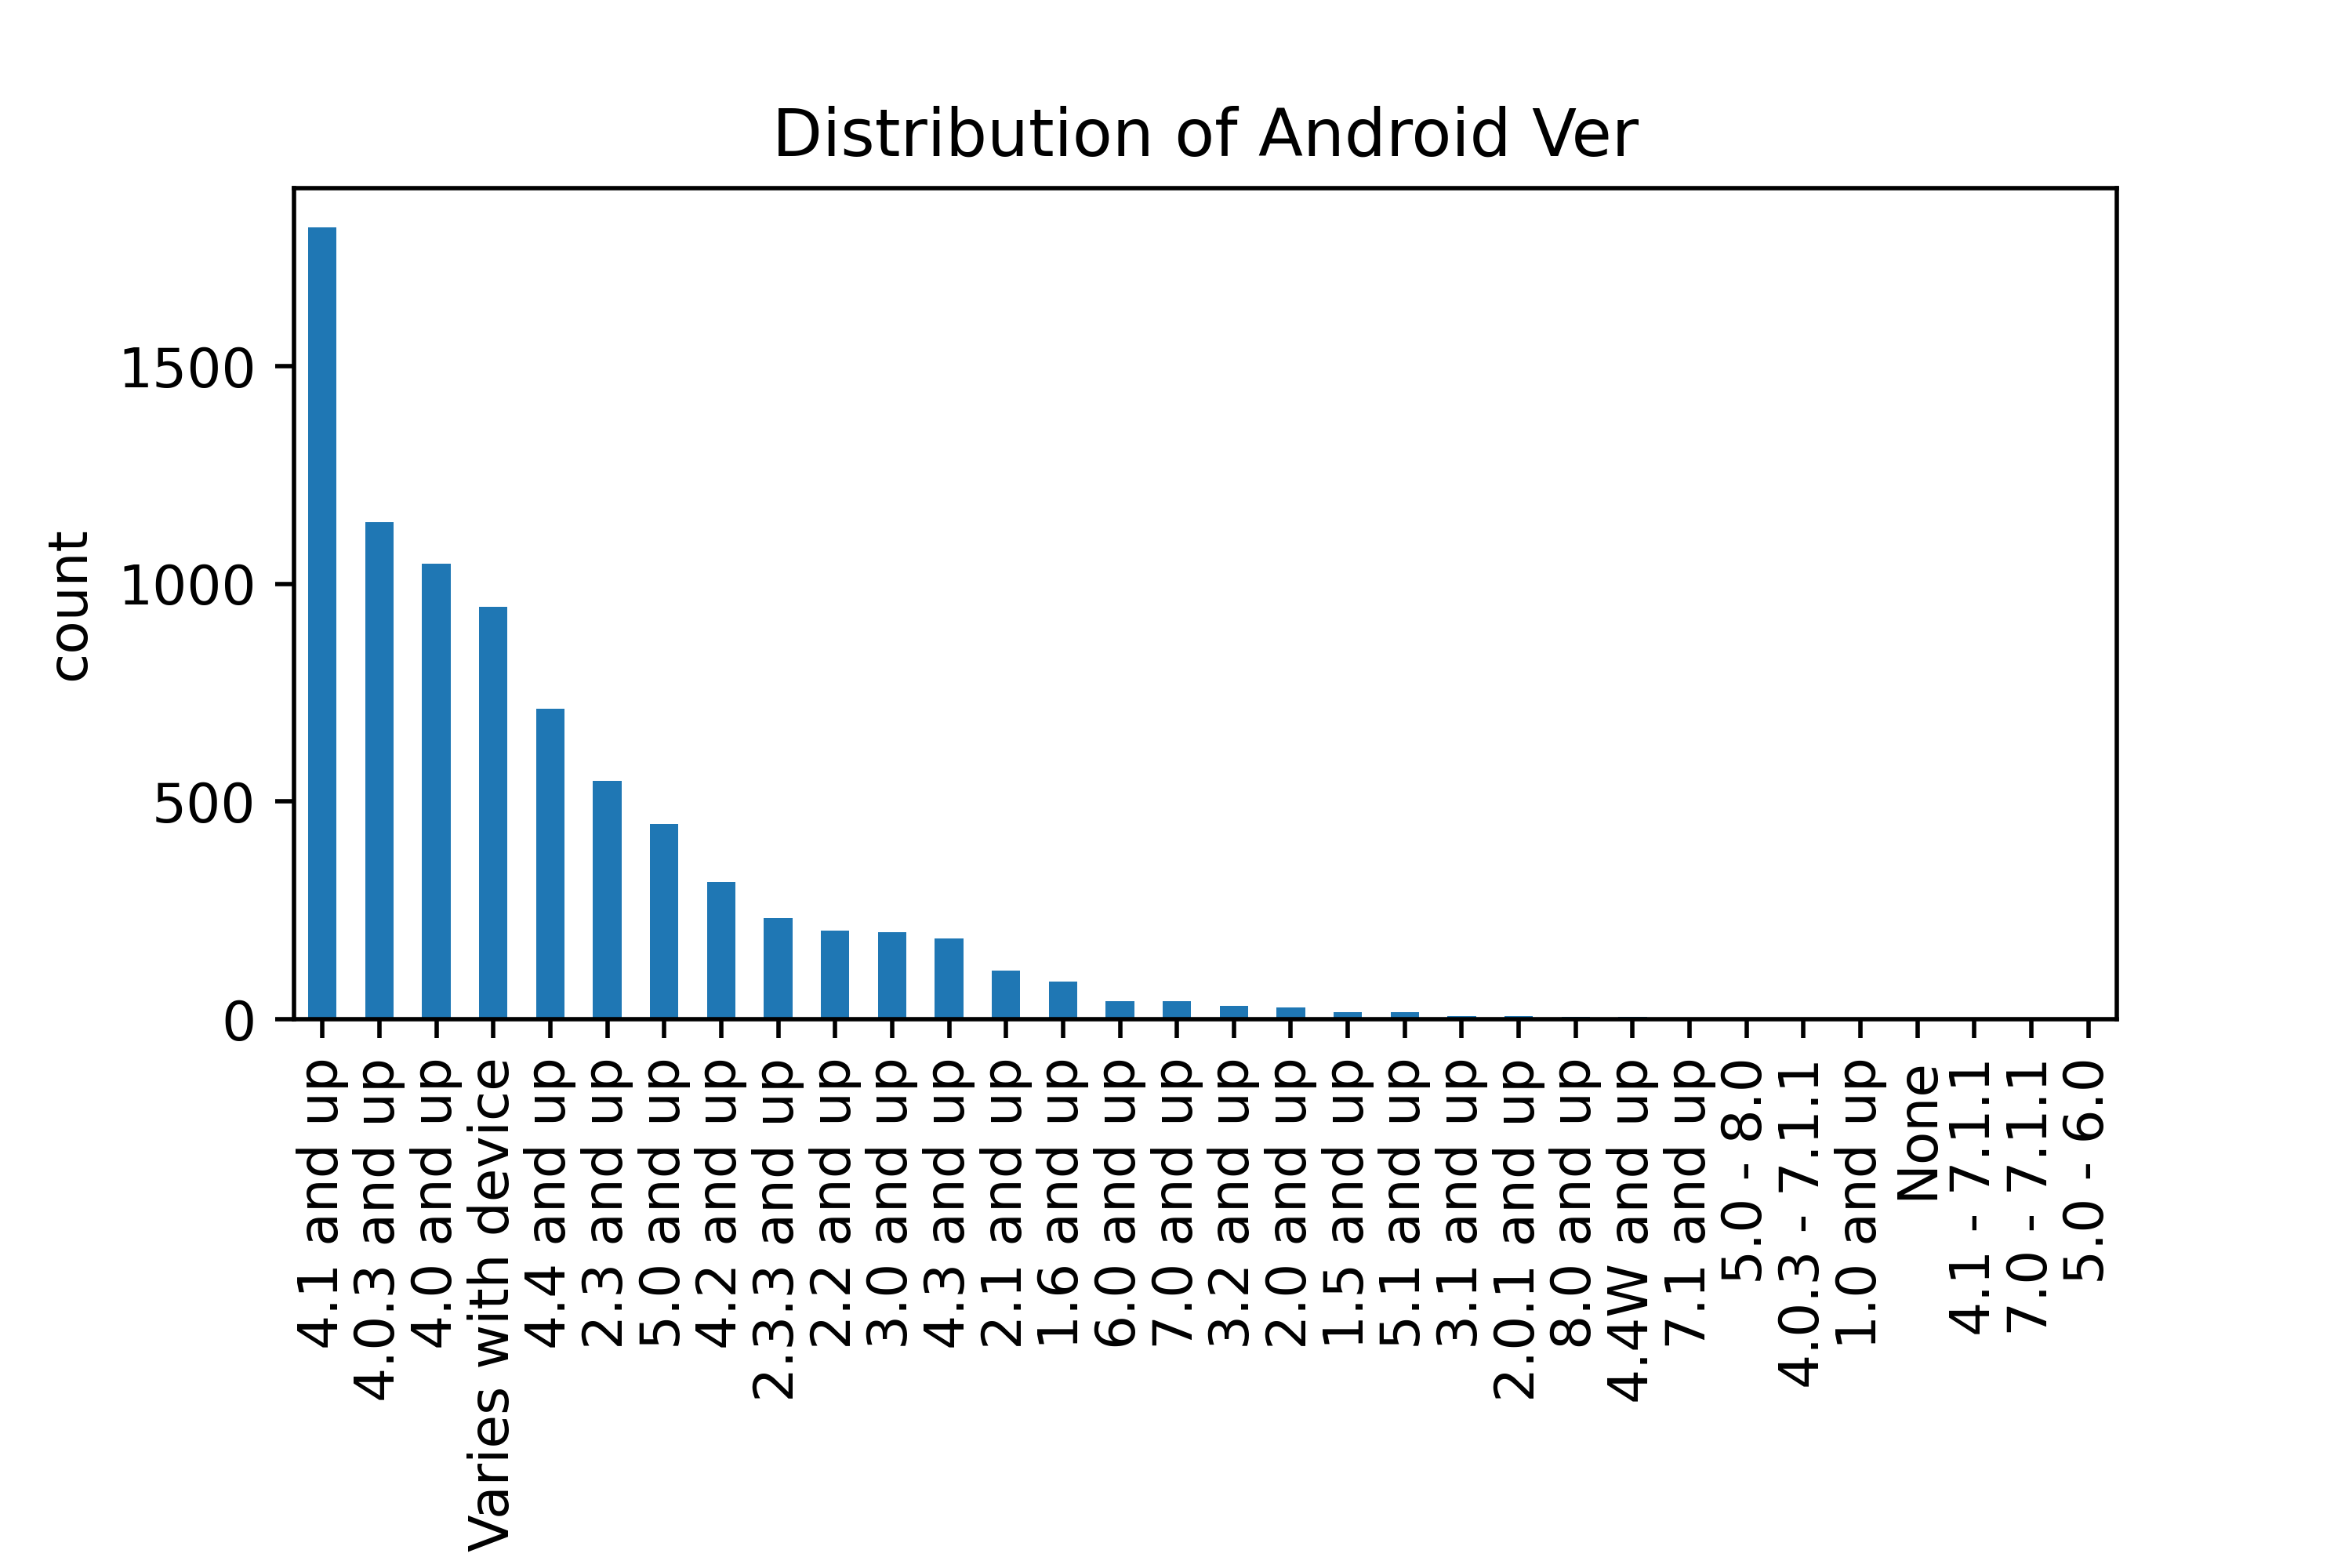 Distribution of Android Ver
count
1500
1000
500
0
4.1 and up
4.0.3 and up
4.0 and up
Varies with device
4.4 and up
2.3 and up
5.0 and up
4.2 and up
2.3.3 and up
2.2 and up
3.0 and up
4.3 and up
2.1 and up
1.6 and up
6.0 and up
7.0 and up
3.2 and up
2.0 and up
1.5 and up
5.1 and up
3.1 and up
2.0.1 and up
8.0 and up
4.4W and up
7.1 and up
5.0 - 8.0
4.0.3 - 7.1.1
1.0 and up
None
4.1 - 7.1.1
7.0 - 7.1.1
5.0 - 6.0